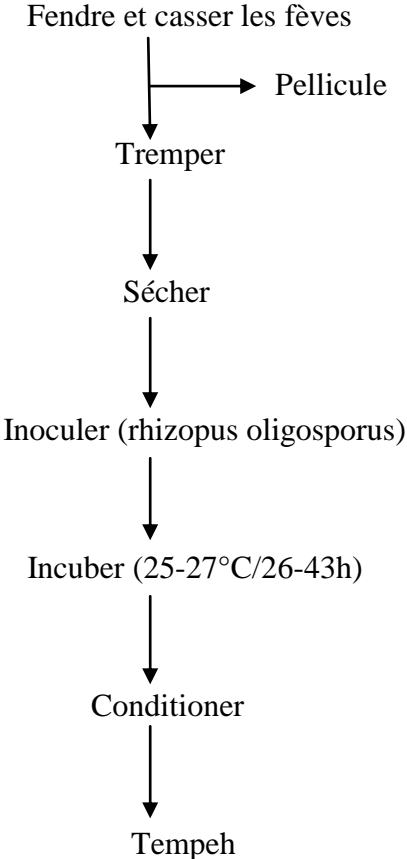 Fendre et casser les fèves
Pellicule
Tremper
Sécher
Inoculer (rhizopus oligosporus)
Incuber (25-27°C/26-43h)
Conditioner
Tempeh